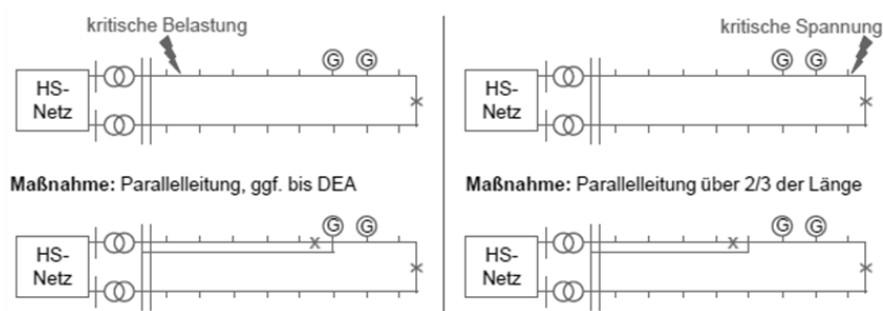 kritische Belastung
G G
HS-
Netz
Maßnahme: Parallelleitung, ggf. bis DEA
G G
HS-
Netz
kritische Spannung
G G
HS-
Netz
Maßnahme: Parallelleitung über 2/3 der Länge
G G
HS-
Netz